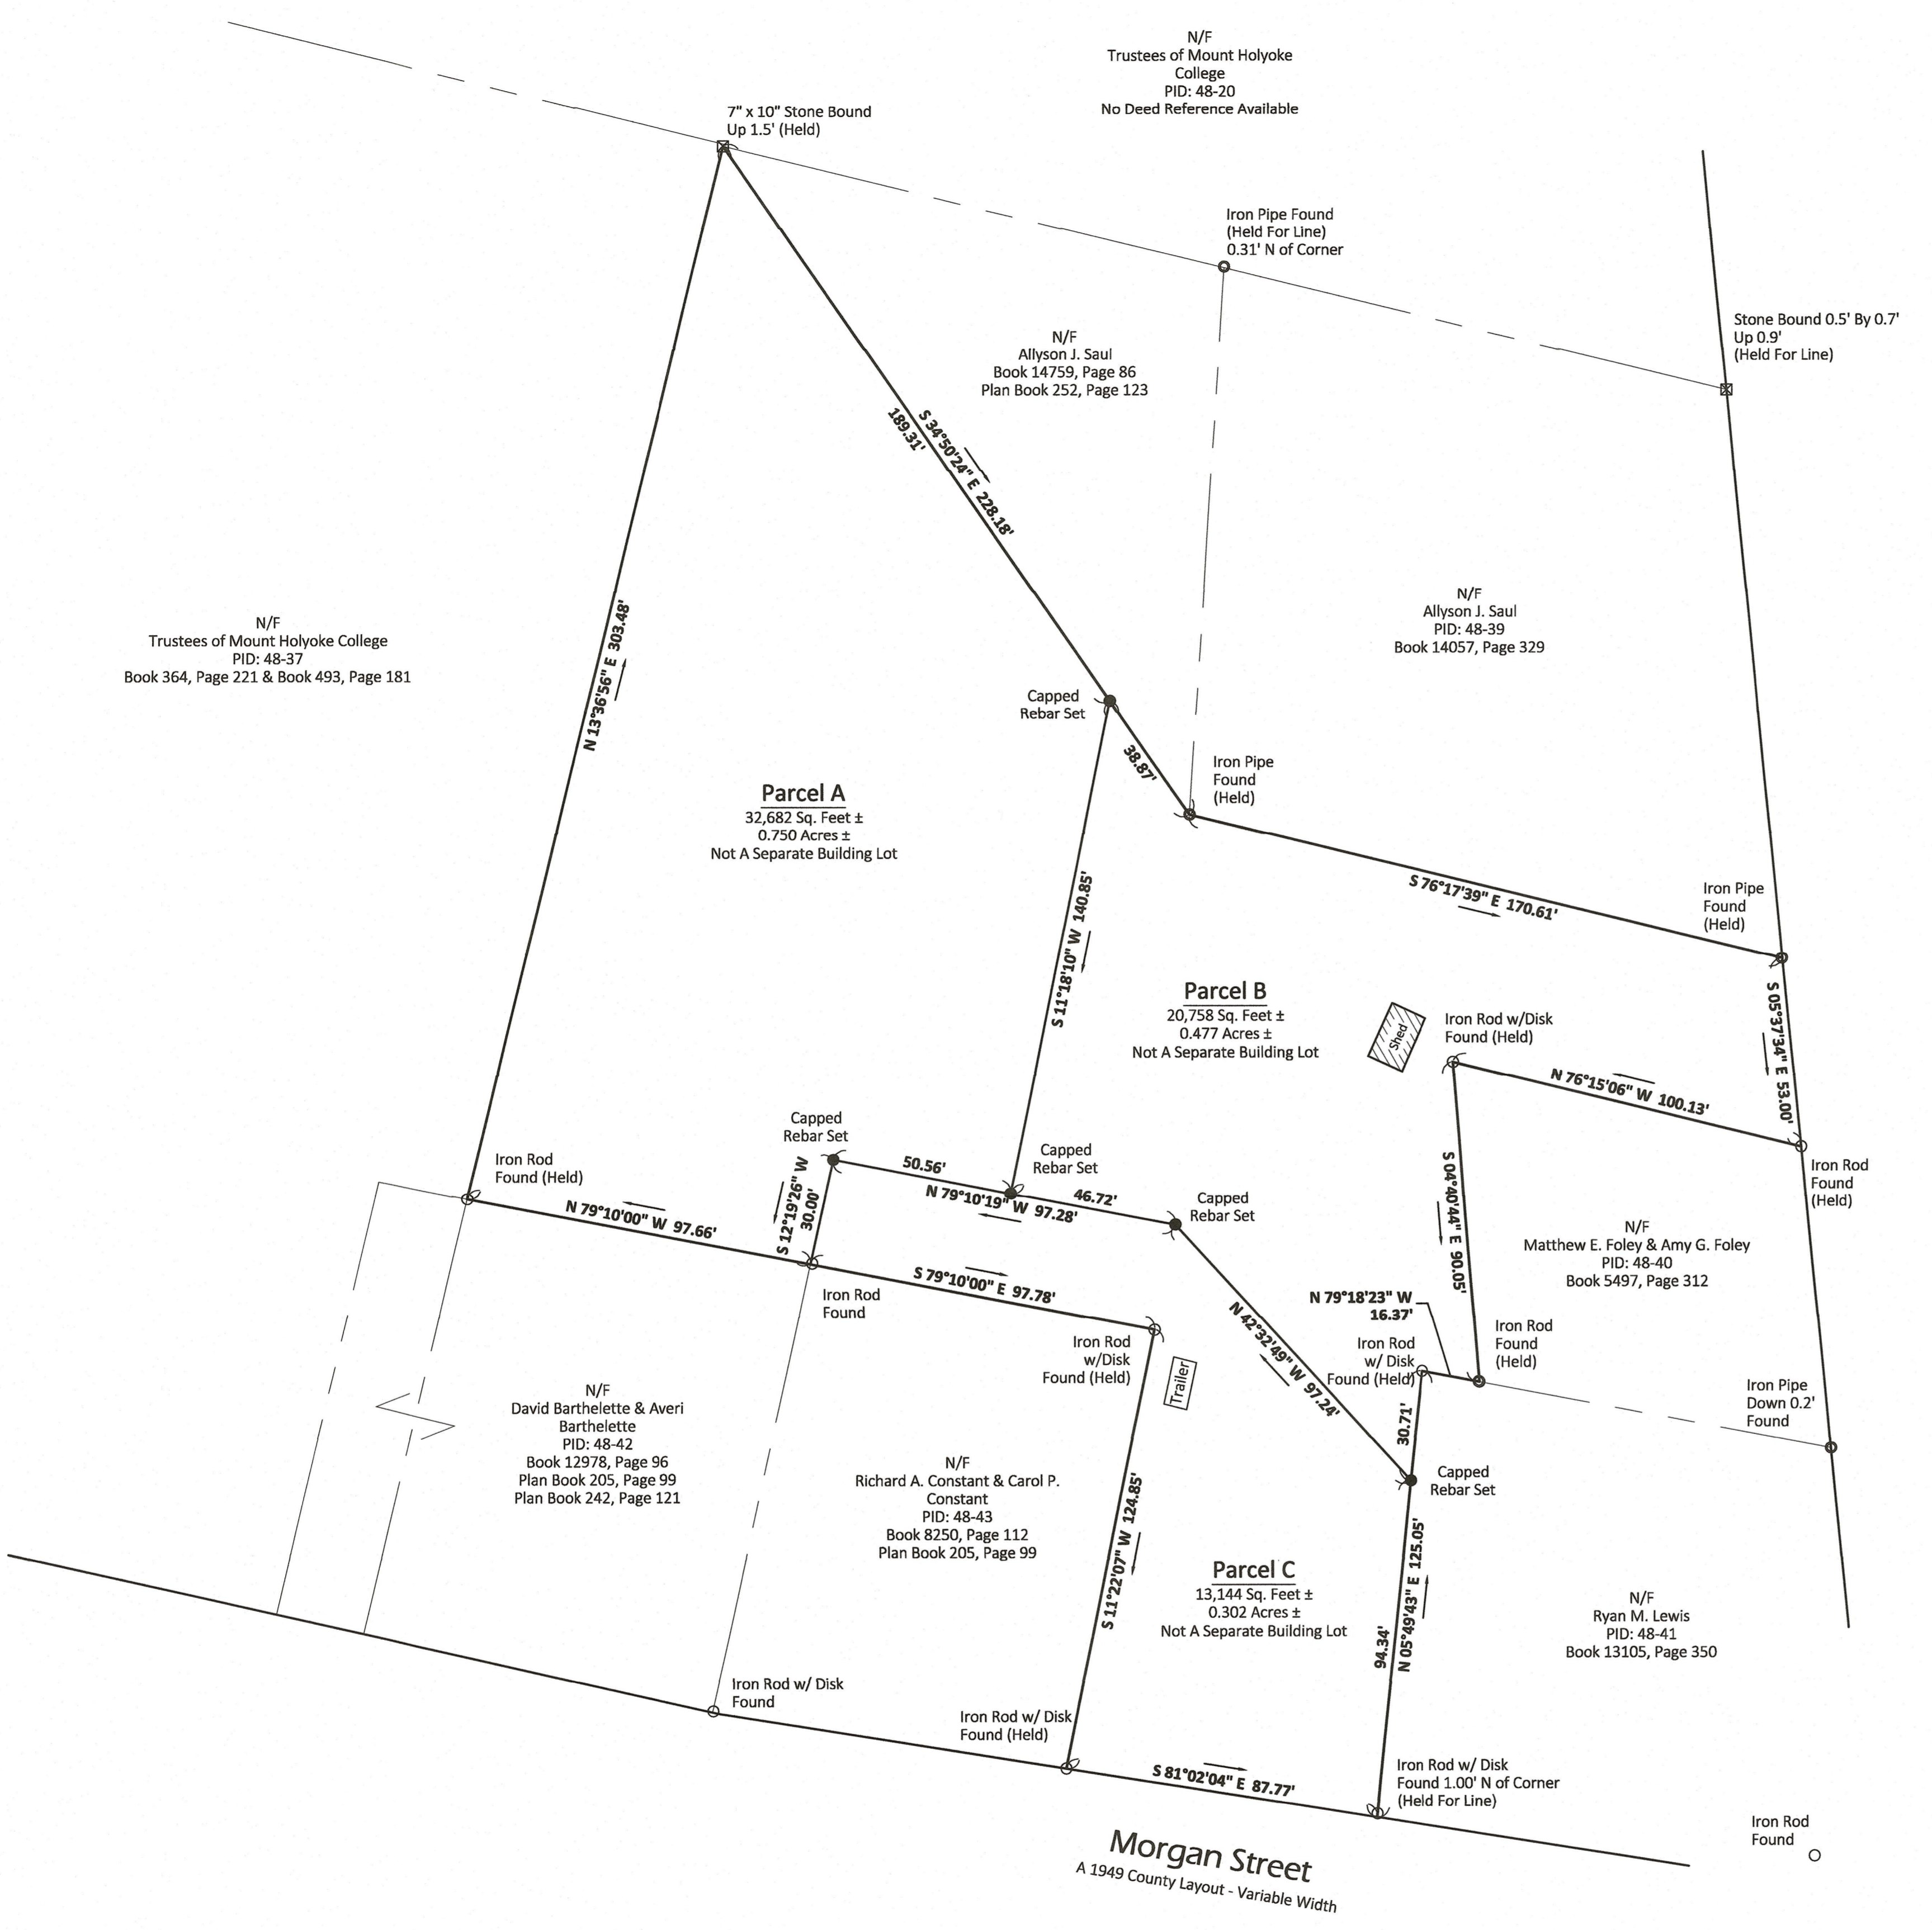 N/F
Trustees of Mount Holyoke
College
PID: 48-20
No Deed Reference Available
7" x 10" Stone Bound
Up 1.5' (Held)
Iron Pipe Found
(Held For Line)
0.31' N of Corner
Stone Bound 0.5' By 0.7'
Up 0.9'
(Held For Line)
N/F
Allyson J. Saul
Book 14759, Page 86
Plan Book 252, Page 123
S 34°50'24" E 228.18'
189.31'
N/F
Allyson J. Saul
PID: 48-39
Book 14057, Page 329
N/F
Trustees of Mount Holyoke College
PID: 48-37
Book 364, Page 221 & Book 493, Page 181
N 13°36'56" E 303.48'
Capped
Rebar Set
38.87'
Iron Pipe
Found
(Held)
Parcel A
32,682 Sq. Feet ±
0.750 Acres ±
Not A Separate Building Lot
S 76°17'39" E 170.61'
Iron Pipe
Found
(Held)
S 11°18'10" W 140.85'
Parcel B
20,758 Sq. Feet ±
0.477 Acres ±
Not A Separate Building Lot
Shed
Iron Rod w/Disk
Found (Held)
S 05°37'34" E 53.00'
N 76°15'06" W 100.13'
Capped
Rebar Set
Iron Rod
Found (Held)
50.56'
Capped
Rebar Set
46.72'
N 79°10'19" W 97.28'
Capped
Rebar Set
Iron Rod
Found
(Held)
N 79°10'00" W 97.66'
S 12°19'26" W
30.00'
S 04°40'44" E 90.05'
N/F
Matthew E. Foley & Amy G. Foley
PID: 48-40
Book 5497, Page 312
S 79°10'00" E 97.78'
Iron Rod
Found
N 79°18'23" W
16.37'
N 42°32'49" W 97.24'
Iron Rod
w/Disk
Found (Held)
Trailer
Iron Rod
w/ Disk
Found (Held)
Iron Rod
Found
(Held)
Iron Pipe
Down 0.2'
Found
30.71'
N/F
David Barthelette & Averi
Barthelette
PID: 48-42
Book 12978, Page 96
Plan Book 205, Page 99
Plan Book 242, Page 121
N/F
Richard A. Constant & Carol P.
Constant
PID: 48-43
Book 8250, Page 112
Plan Book 205, Page 99
Capped
Rebar Set
S 11°22'07" W 124.85'
Parcel C
13,144 Sq. Feet ±
0.302 Acres ±
Not A Separate Building Lot
94.34'
N 05°49'43" E 125.05'
N/F
Ryan M. Lewis
PID: 48-41
Book 13105, Page 350
Iron Rod w/ Disk
Found
Iron Rod w/ Disk
Found (Held)
S 81°02'04" E 87.77'
Iron Rod w/ Disk
Found 1.00' N of Corner
(Held For Line)
Iron Rod
Found
Morgan Street
A 1949 County Layout - Variable Width